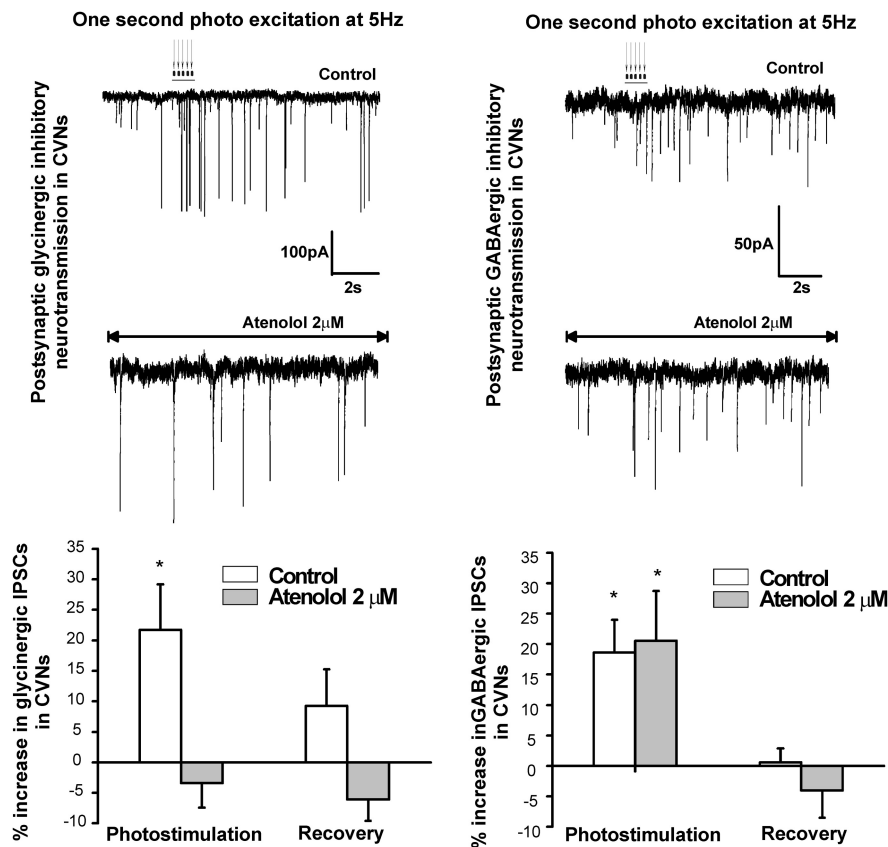 One second photo excitation at 5Hz
Control
Postsynaptic glycinergic inhibitory
neurotransmission in CVNs
100pA
2s
Atenolol 2μM
35
30
25
20
15
10
5
0
-5
-10
% increase in glycinergic IPSCs
in CVNs
*
Control
Atenolol 2 μM
Photostimulation
Recovery
One second photo excitation at 5Hz
Control
Postsynaptic GABAergic inhibitory
neurotransmission in CVNs
50pA
2s
Atenolol 2μM
35
30
25
20
15
10
5
0
-5
-10
% increase inGABAergic IPSCs
in CVNs
*
*
Control
Atenolol 2 μM
Photostimulation
Recovery